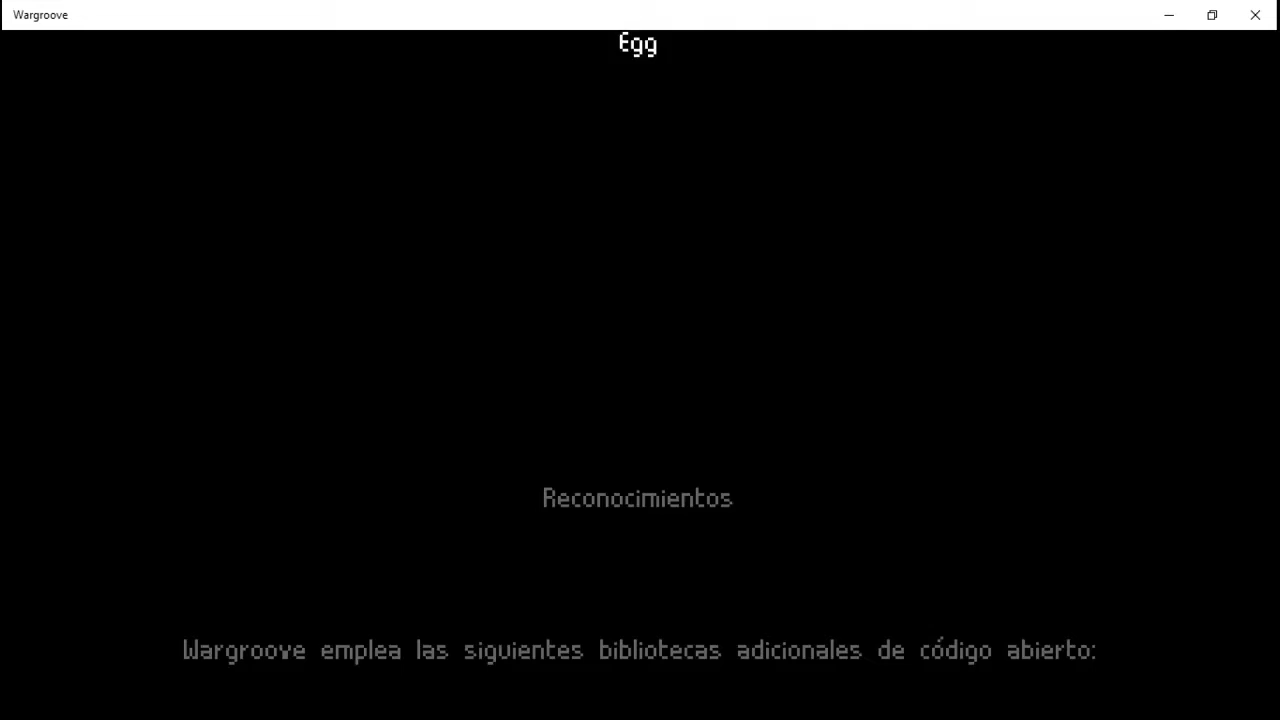 Wargroove
Egg
Reconocimientos
Wargroove emplea las siguientes bibliotecas adicionales de código abierto: